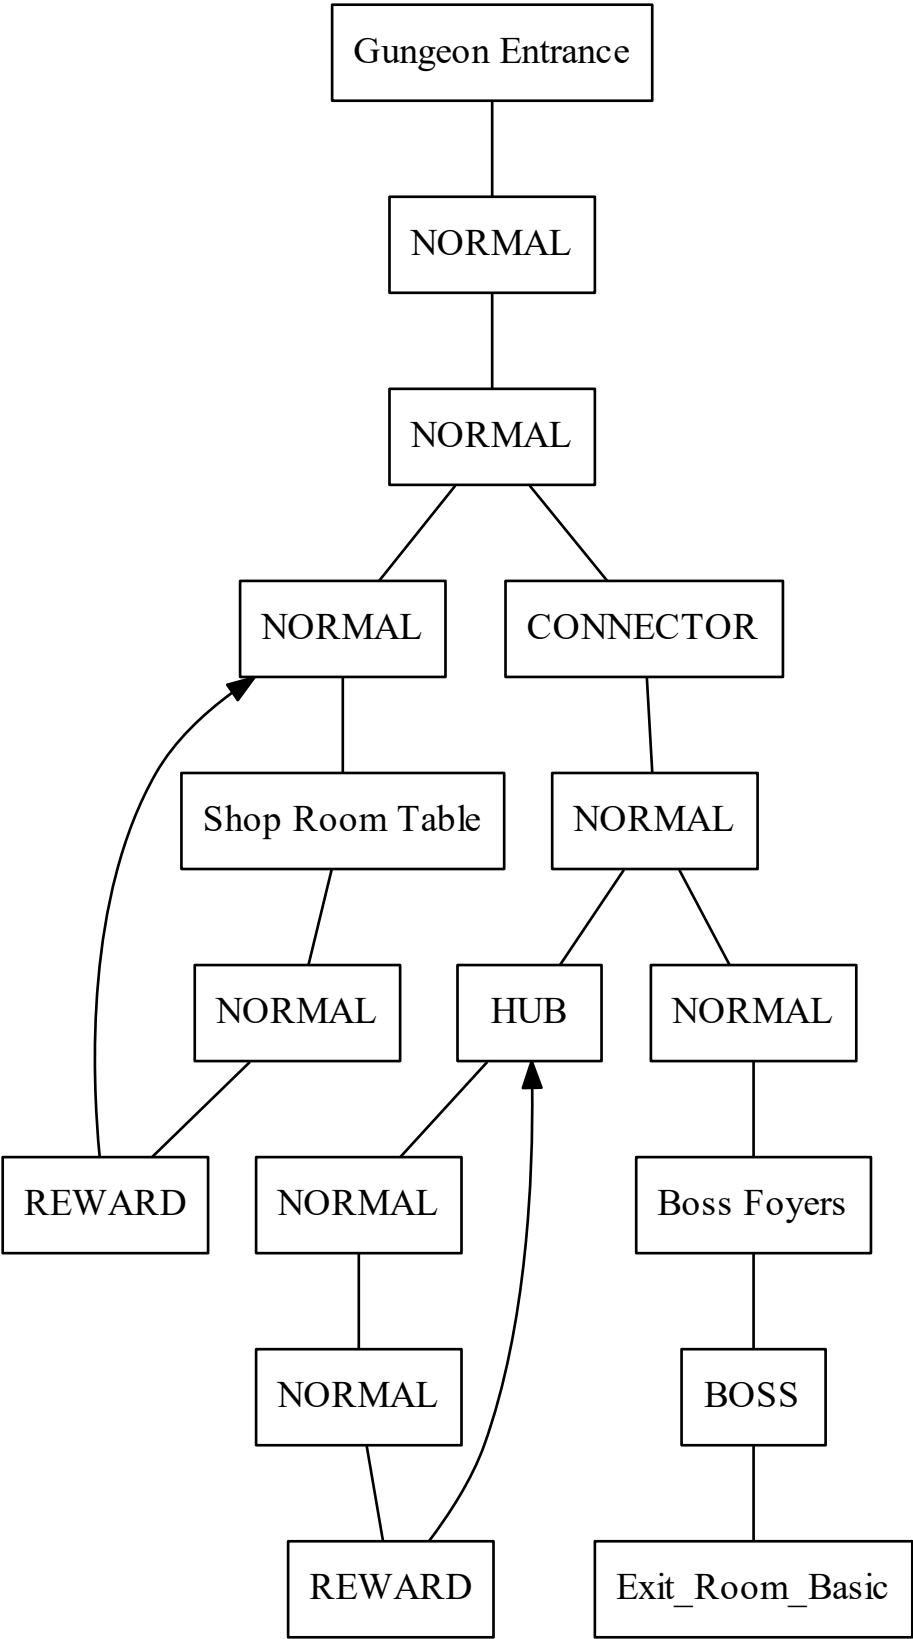 Gungeon Entrance
NORMAL
NORMAL
NORMAL
CONNECTOR
Shop Room Table
NORMAL
NORMAL
HUB
NORMAL
REWARD
NORMAL
Boss Foyers
NORMAL
BOSS
REWARD
Exit_Room_Basic